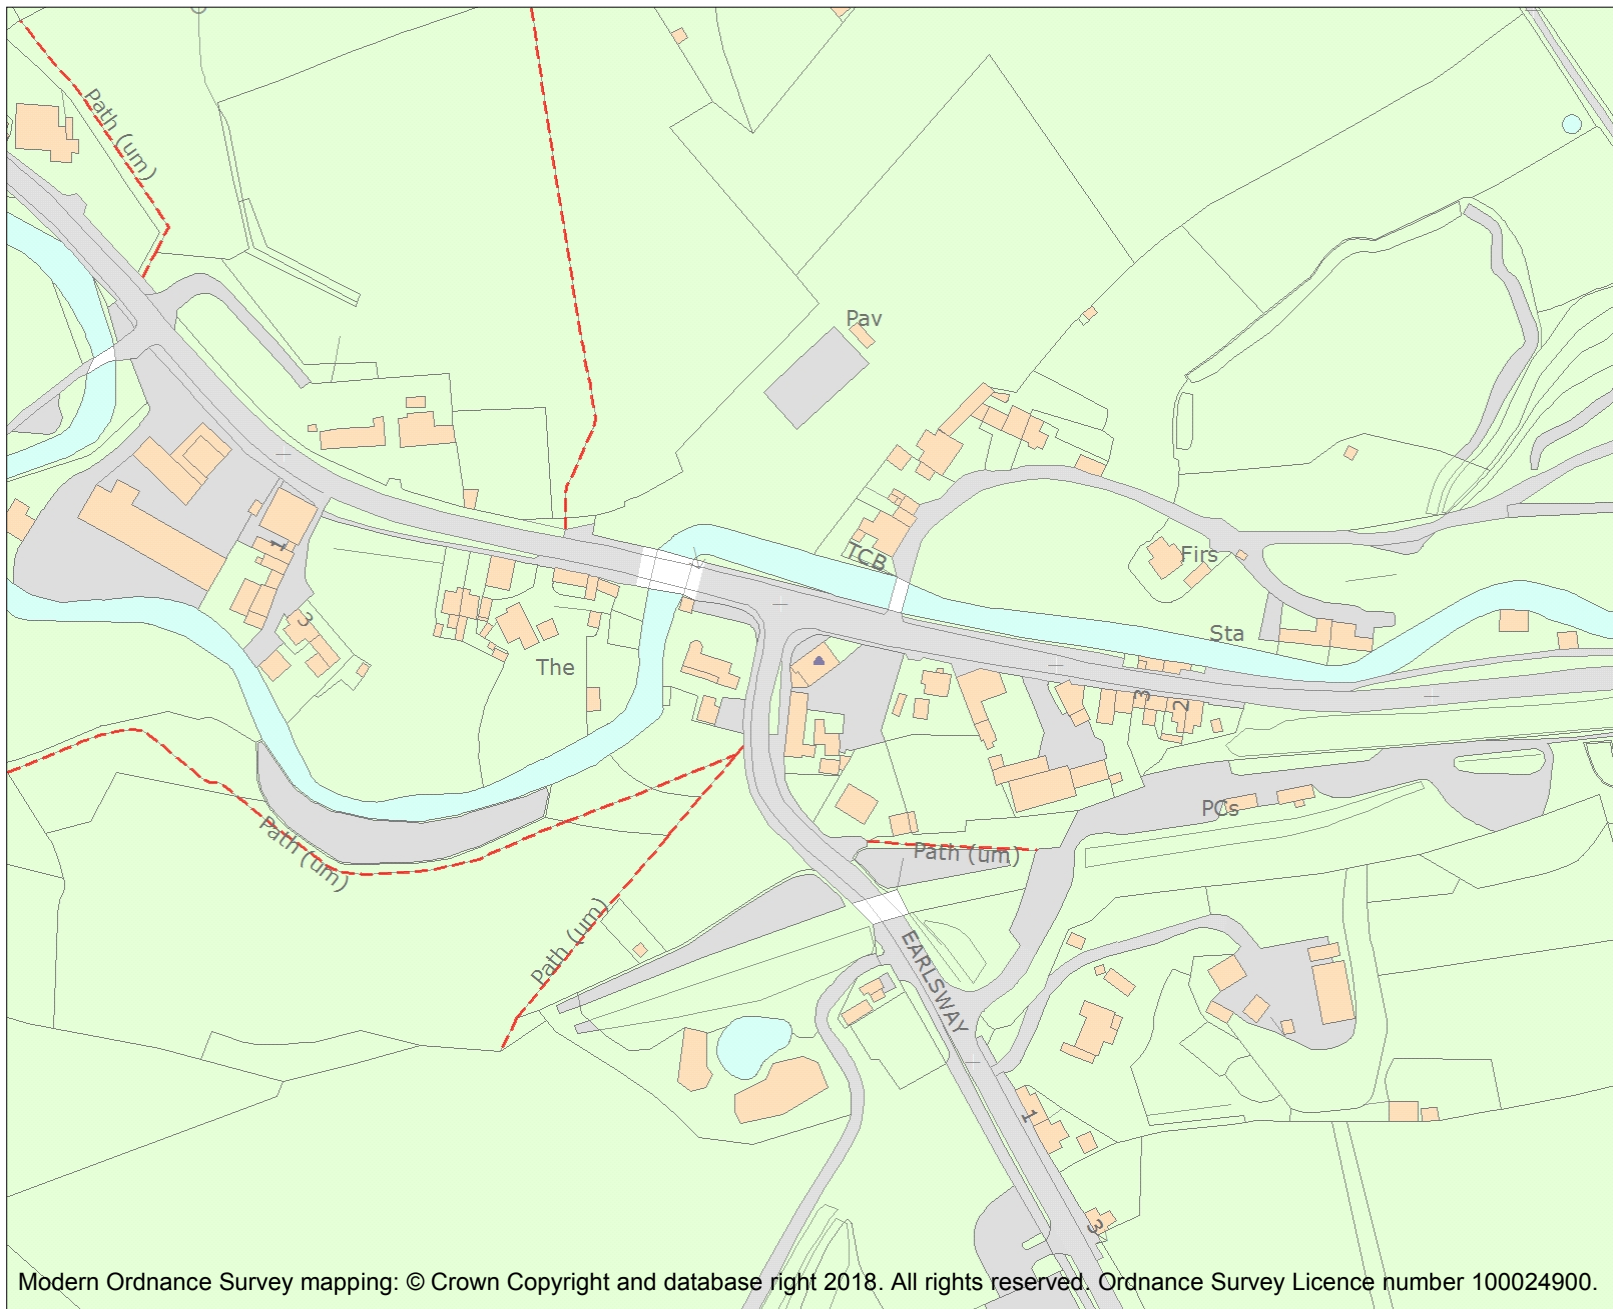 Path (um)
Pav
TCB
Firs
1
3
Sta
The
3
2
PCs
Path (um)
Path (um)
Path (um)
EARLSWAY
1
3
Modern Ordnance Survey mapping: © Crown Copyright and database right 2018. All rights reserved. Ordnance Survey Licence number 100024900.